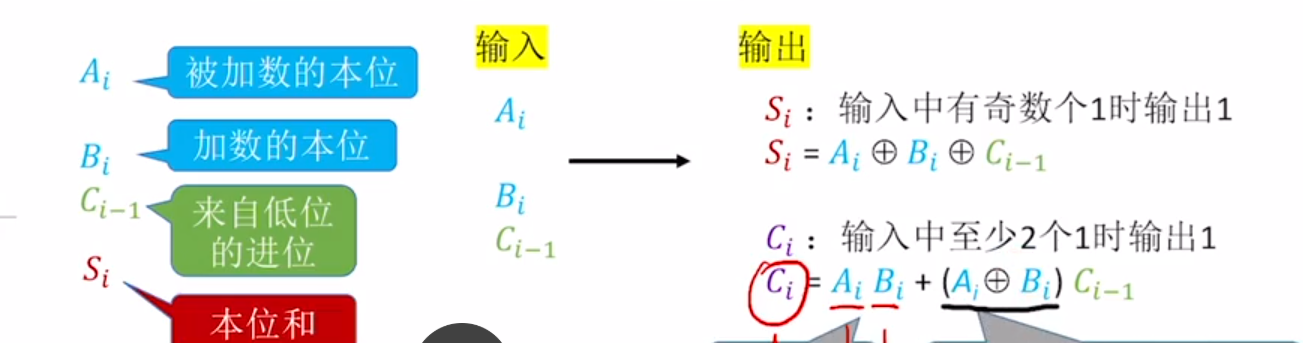 A_i 被加数的本位
B_i 加数的本位
C_{i-1} 来自低位
的进位
S_i
本位和
输入
A_i
B_i
C_{i-1}
输出
S_i： 输入中有奇数个1时输出1
S_i = A_i ⊕ B_i ⊕ C_{i-1}
C_i： 输入中至少2个1时输出1
C_i = A_i B_i + (A_i ⊕ B_i) C_{i-1}